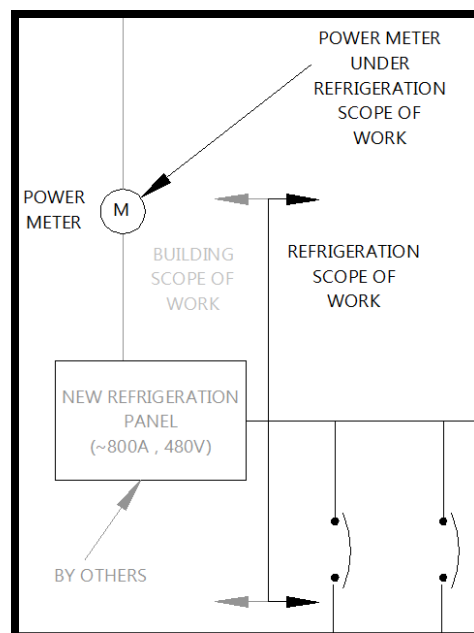 POWER METER
UNDER
REFRIGERATION
SCOPE OF
WORK
POWER
METER
M
BUILDING
SCOPE OF
WORK
REFRIGERATION
SCOPE OF
WORK
NEW REFRIGERATION
PANEL
(~800A , 480V)
BY OTHERS